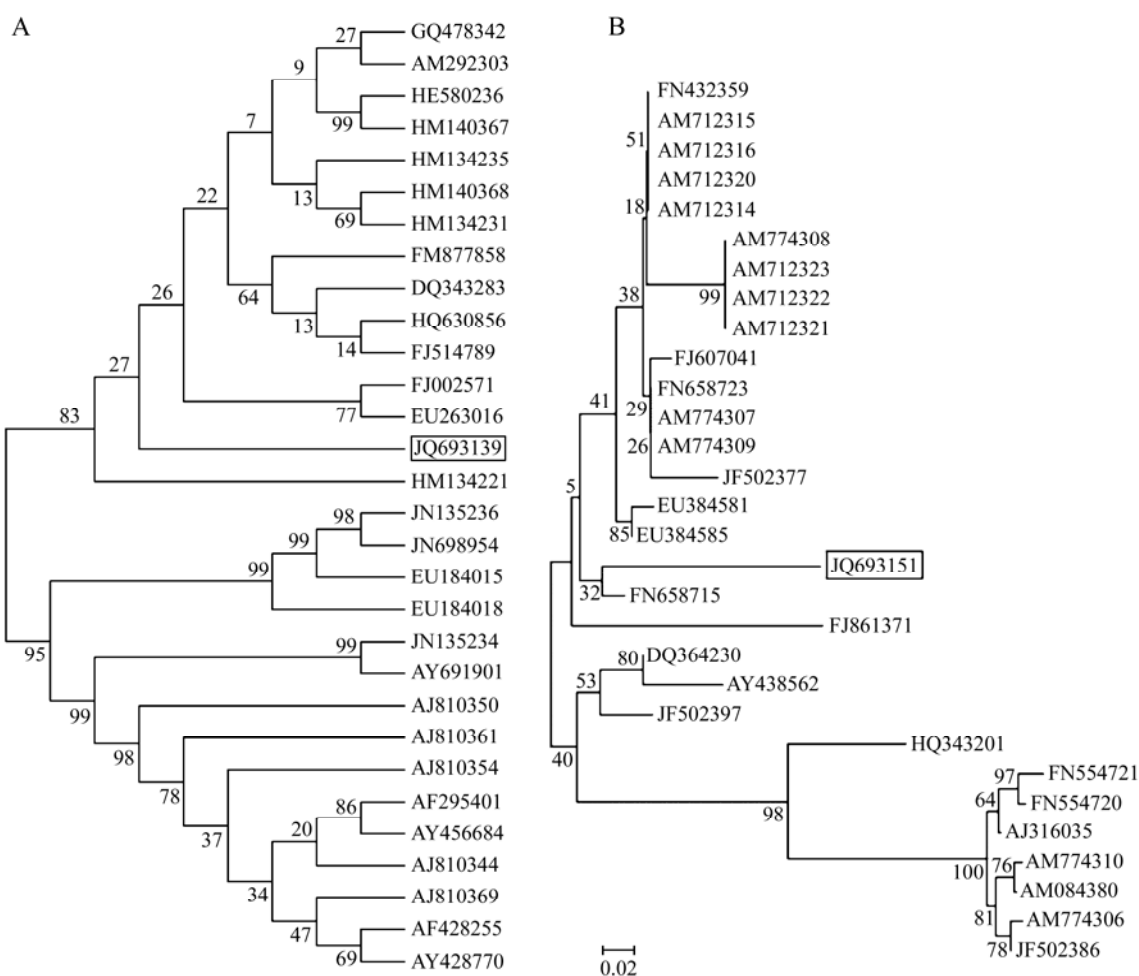 A
GQ478342
27
AM292303
9
HE580236
99
HM140367
7
HM134235
13
HM140368
22
69
HM134231
FM877858
64
DQ343283
26
13
HQ630856
14
FJ514789
27
FJ002571
77
EU263016
83
JQ693139
HM134221
JN135236
98
JN698954
99
EU184015
99
EU184018
95
JN135234
99
AY691901
99
AJ810350
98
AJ810361
78
AJ810354
37
AF295401
86
AY456684
20
AJ810344
34
AJ810369
47
AF428255
69
AY428770
B
FN432359
AM712315
51
AM712316
AM712320
18
AM712314
AM774308
AM712323
99
AM712322
38
AM712321
FJ607041
FN658723
41
29
AM774307
26
AM774309
JF502377
5
EU384581
85
EU384585
JQ693151
32
FN658715
FJ861371
80
DQ364230
53
AY438562
JF502397
40
HQ343201
98
97
FN554721
64
FN554720
AJ316035
100
76
AM774310
AM084380
81
AM774306
78
JF502386
0.02